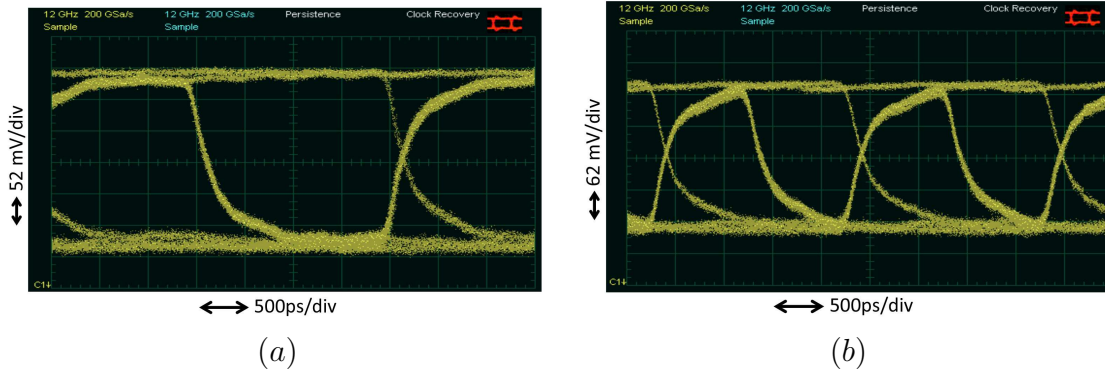 12 GHz 200 GSa/s 12 GHz 200 GSa/s Persistence Clock Recovery
Sample Sample
52 mV/div
C1
500ps/div
(a)
12 GHz 200 GSa/s 12 GHz 200 GSa/s Persistence Clock Recovery
Sample Sample
62 mV/div
C1
500ps/div
(b)